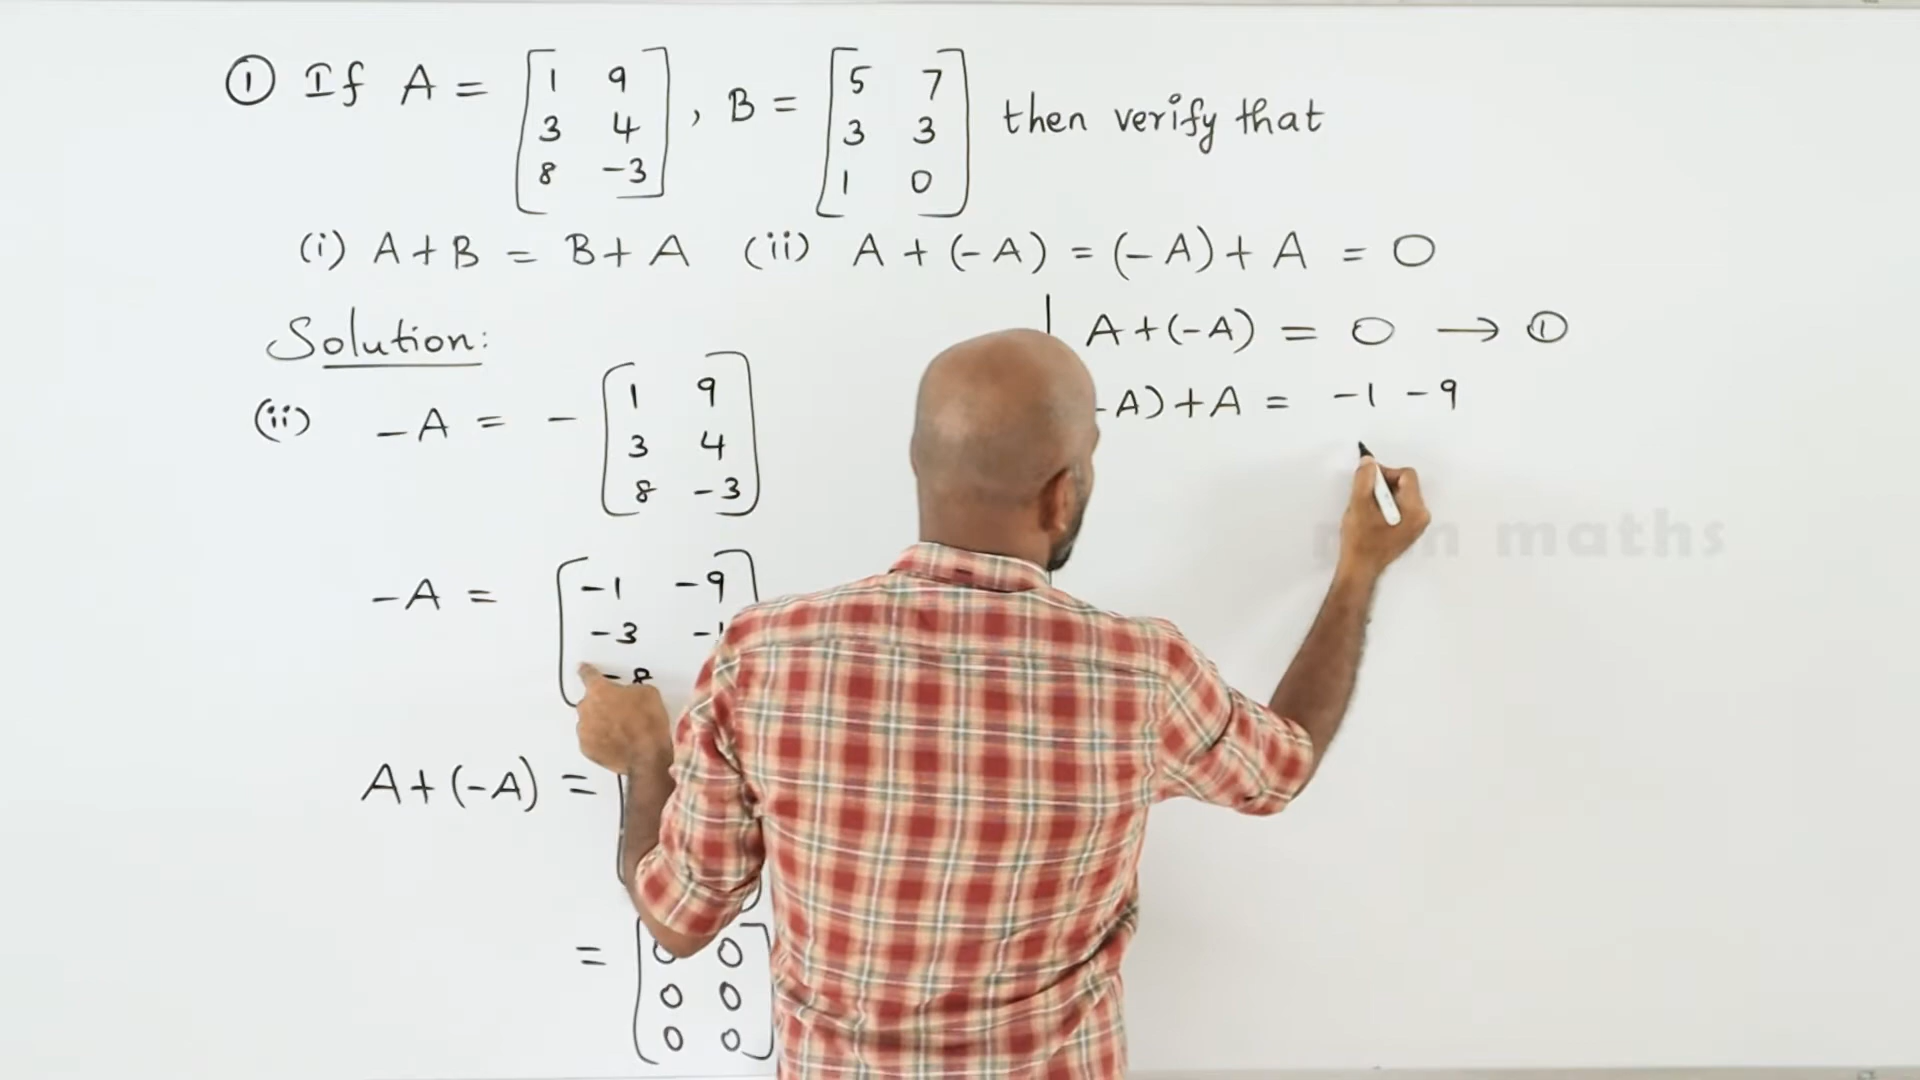 ① If A = [1 9 3 4 8 -3], B = [5 7 3 3 1 0] then verify that
(i) A + B = B + A (ii) A + (-A) = (-A) + A = O
Solution:
(ii) -A = -[1 9 3 4 8 -3]
-A = [-1 -9 -3 -8
A + (-A) =
= [0 0 0 0 0 0]
A + (-A) = O → ①
-A) + A = -1 -9
maths